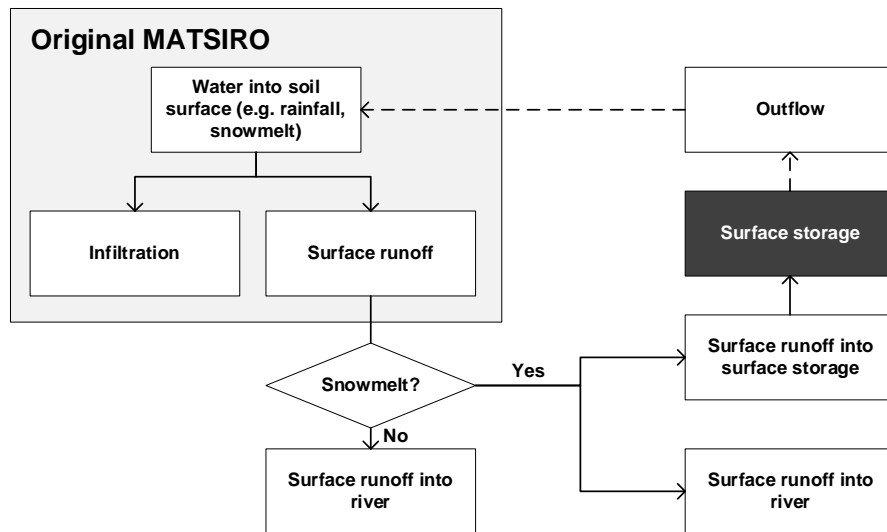 Original MATSIRO
Water into soil
surface (e.g. rainfall,
snowmelt)
Outflow
Infiltration
Surface runoff
Surface storage
Surface runoff into
surface storage
Snowmelt?
Yes
No
Surface runoff into
river
Surface runoff into
river